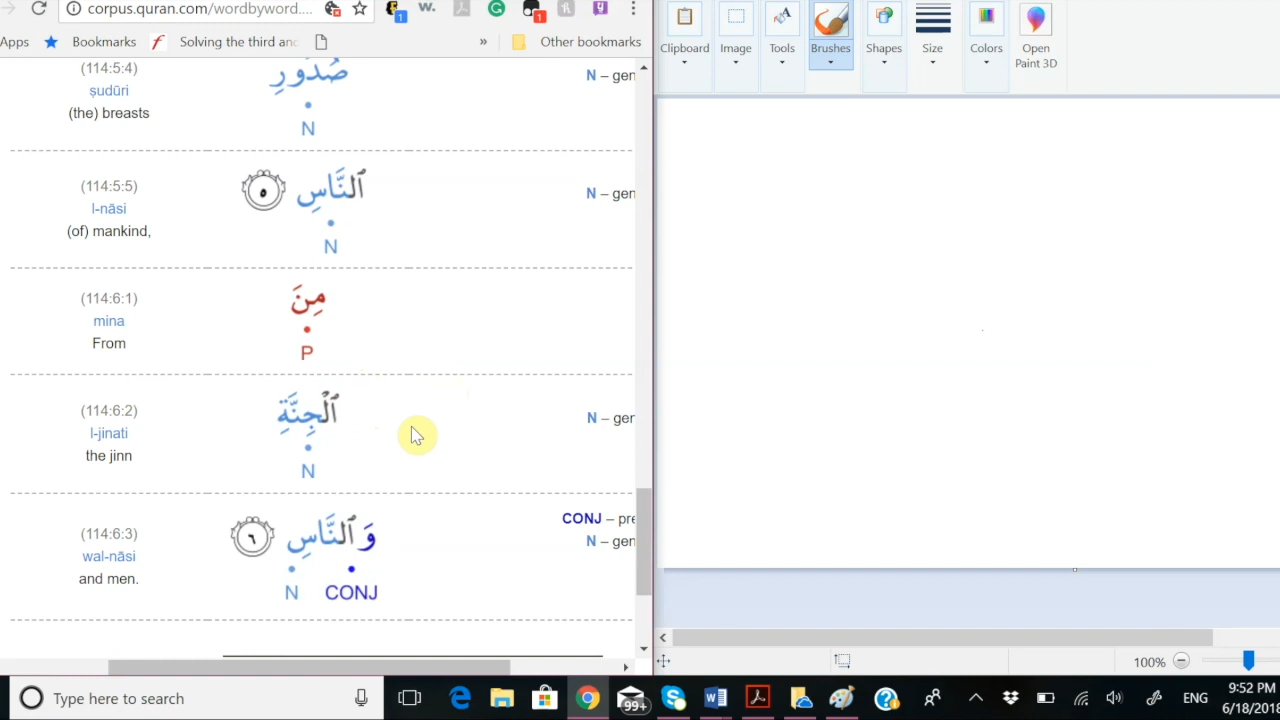 corpus.quran.com/wordbyword....
Apps Bookmarks Solving the third and » Other bookmarks
(114:5:4)
ṣudūri
(the) breasts
صُدُورِ
N
N – gen
(114:5:5)
l-nāsi
(of) mankind,
ٱلنَّاسِ ٥
N
N – gen
(114:6:1)
mina
From
مِنَ
P
(114:6:2)
l-jinati
the jinn
ٱلْجِنَّةِ
N
N – gen
(114:6:3)
wal-nāsi
and men.
وَٱلنَّاسِ ٦
N CONJ
CONJ – pre
N – gen
Clipboard Image Tools Brushes Shapes Size Colors Open Paint 3D
100%
Type here to search
99+
ENG
9:52 PM
6/18/2018